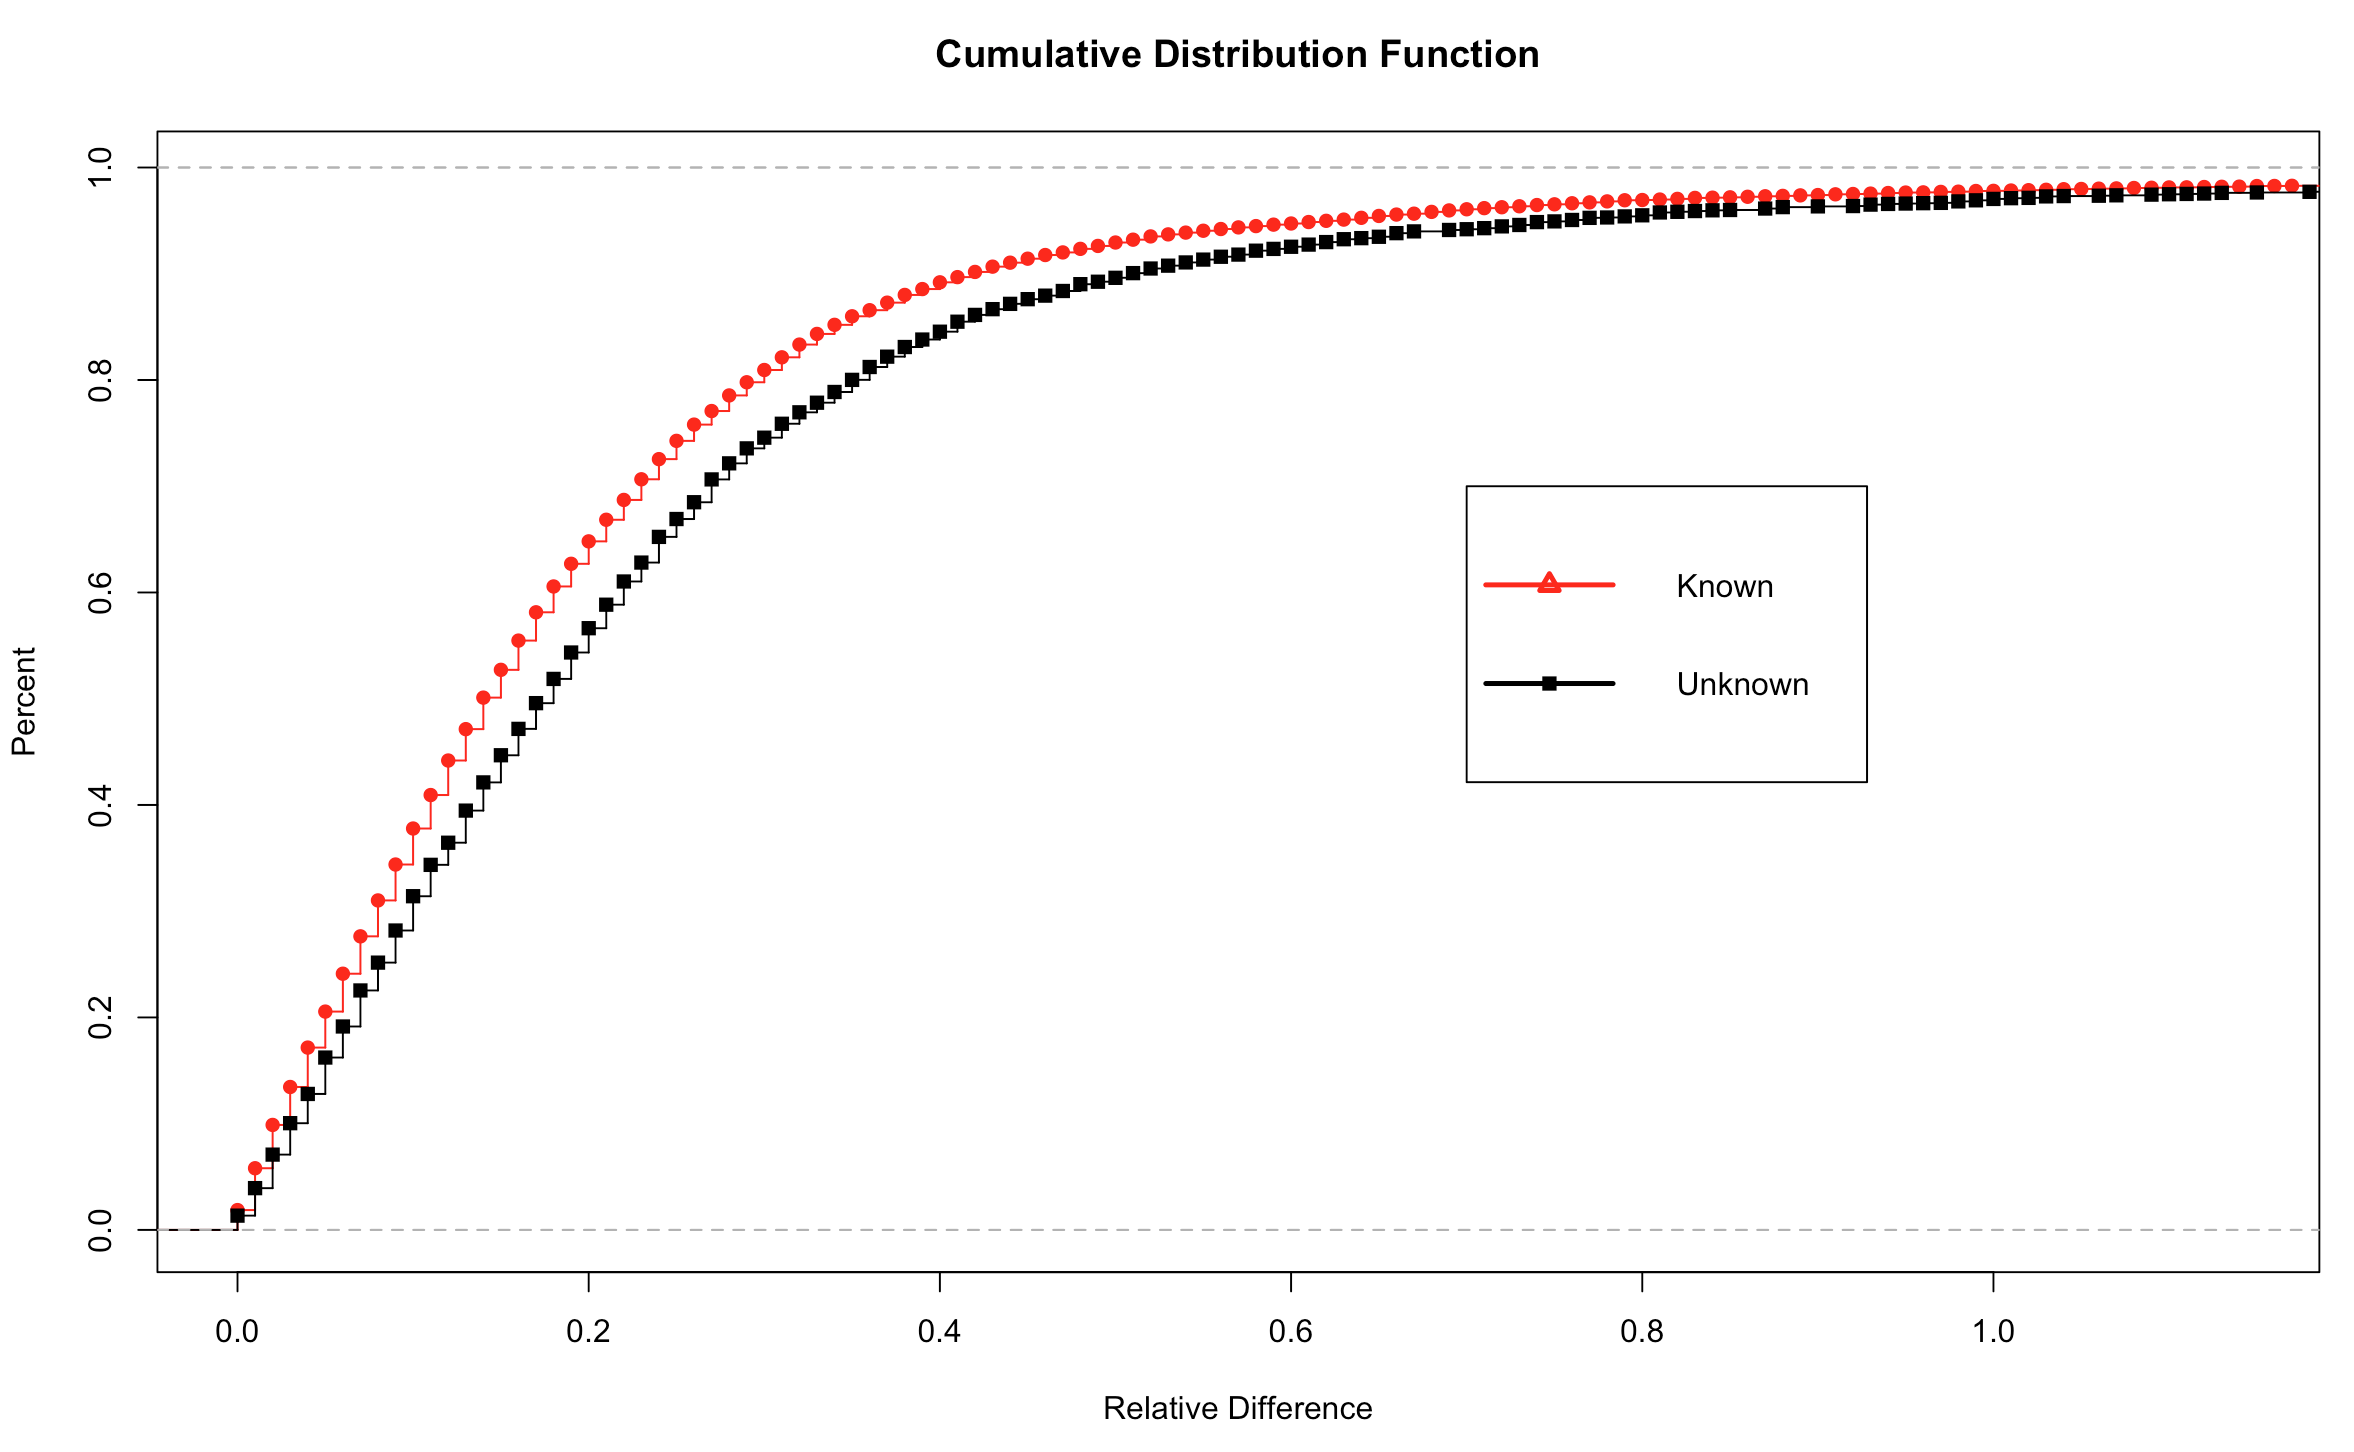 Cumulative Distribution Function
Percent
1.0
0.8
0.6
0.4
0.2
0.0
Known
Unknown
0.0 0.2 0.4 0.6 0.8 1.0
Relative Difference